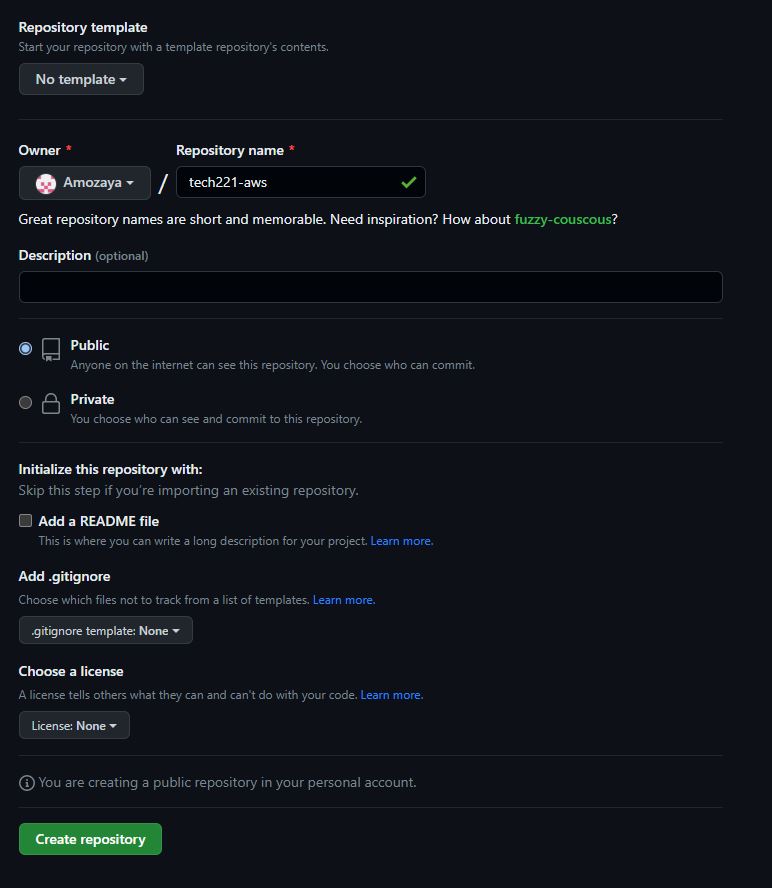 Repository template
Start your repository with a template repository's contents.
No template
Owner * Repository name *
Amozaya / tech221-aws
Great repository names are short and memorable. Need inspiration? How about fuzzy-couscous?
Description (optional)
Public
Anyone on the internet can see this repository. You choose who can commit.
Private
You choose who can see and commit to this repository.
Initialize this repository with:
Skip this step if you're importing an existing repository.
Add a README file
This is where you can write a long description for your project. Learn more.
Add .gitignore
Choose which files not to track from a list of templates. Learn more.
.gitignore template: None
Choose a license
A license tells others what they can and can't do with your code. Learn more.
License: None
You are creating a public repository in your personal account.
Create repository